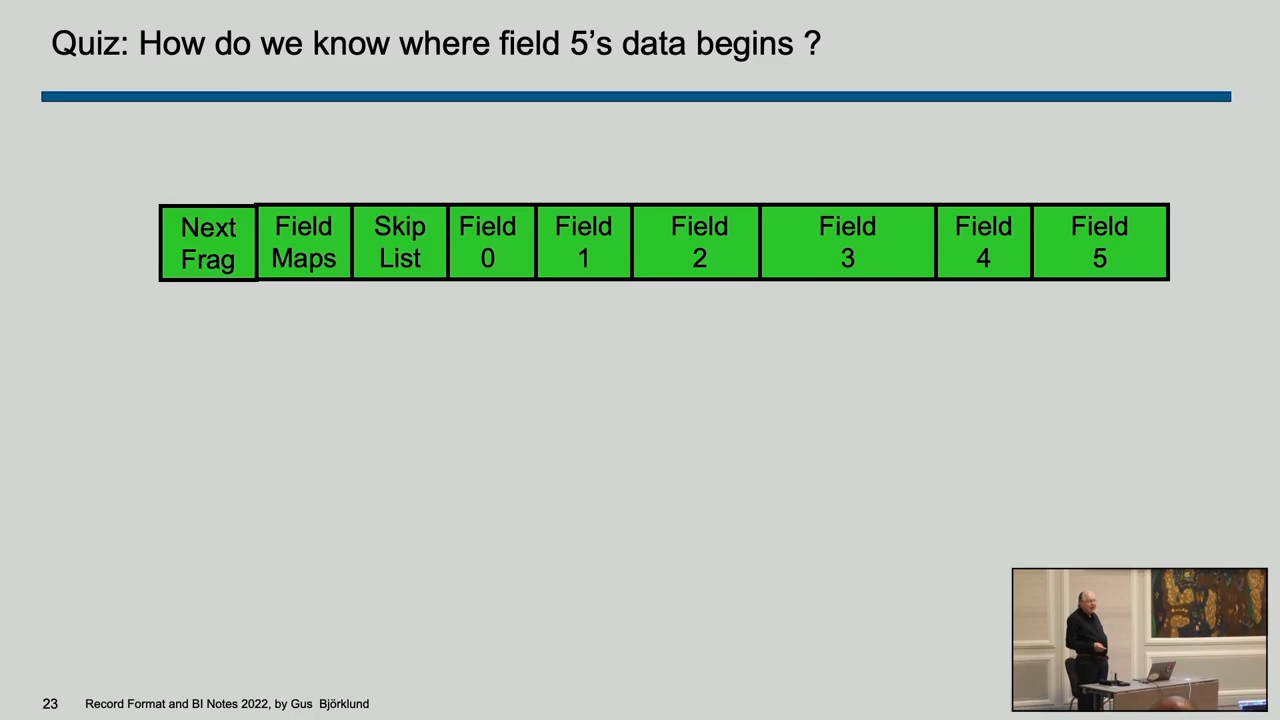 Quiz: How do we know where field 5’s data begins ?
Next Frag
Field Maps
Skip List
Field 0
Field 1
Field 2
Field 3
Field 4
Field 5
23 Record Format and BI Notes 2022, by Gus Björklund